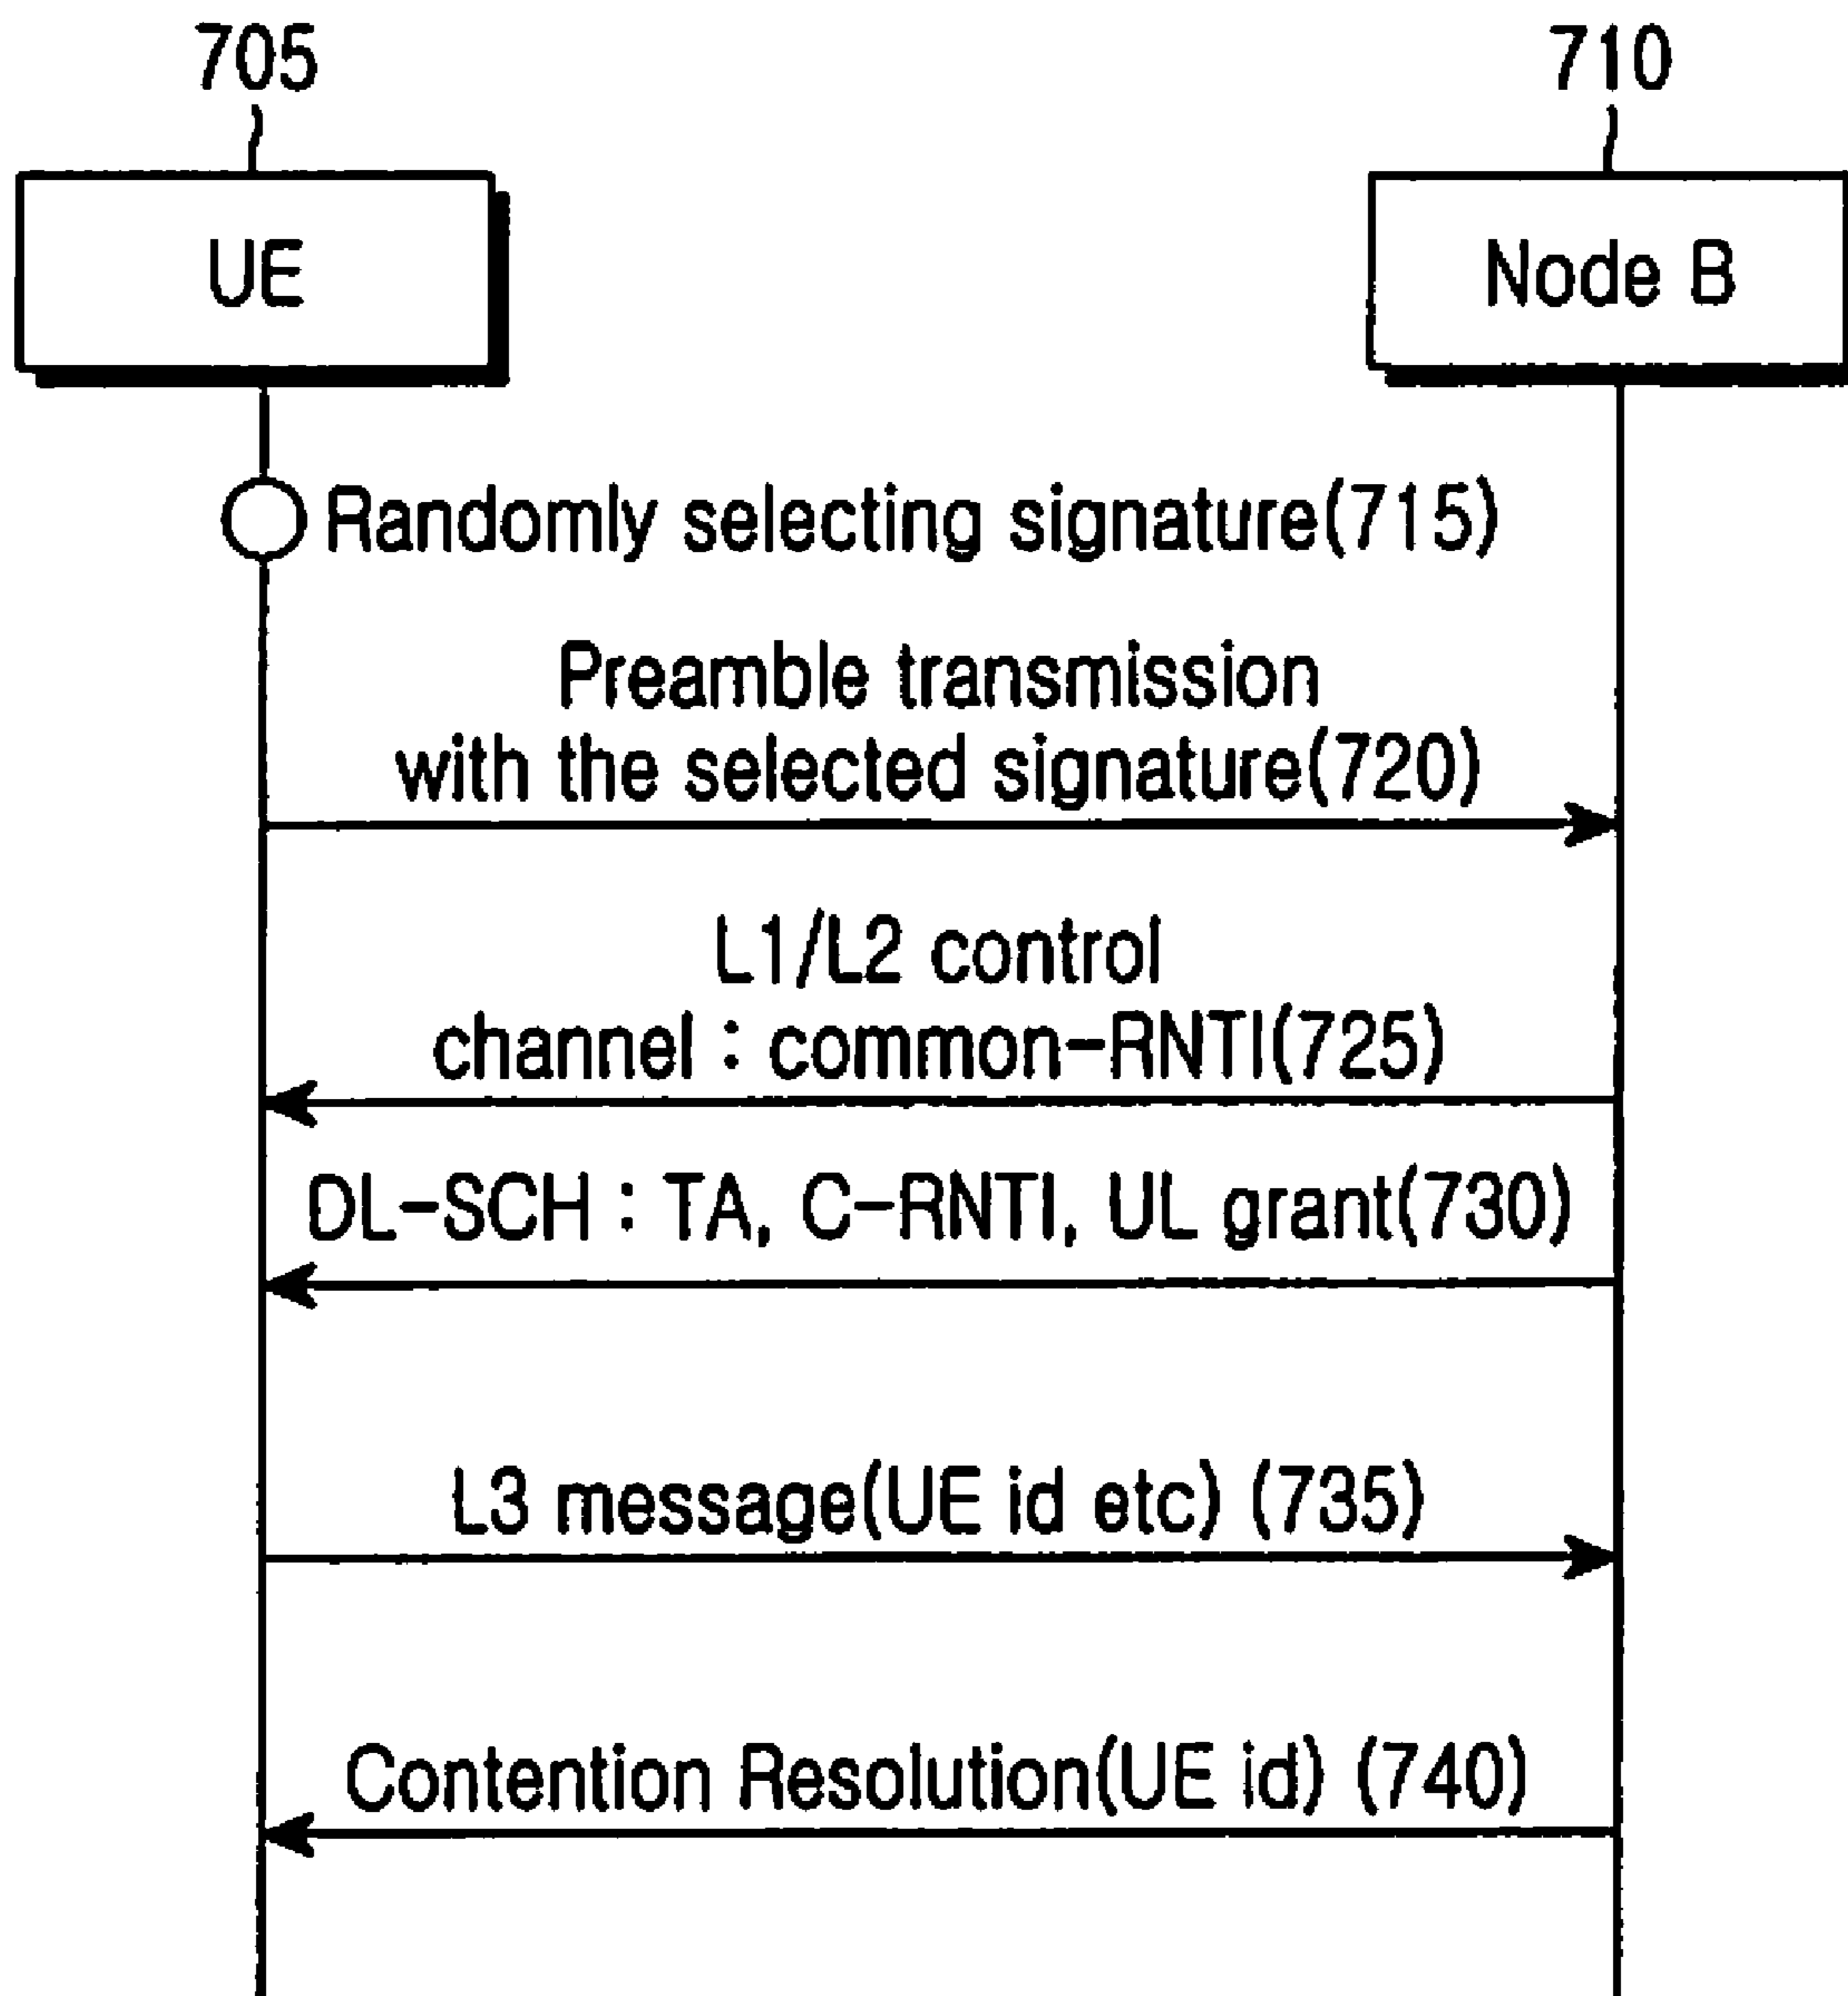 705
710
UE
Node B
Randomly selecting signature(715)
Preamble transmission
with the selected signature(720)
L1/L2 control
channel : common-RNTI(725)
DL-SCH : TA, C-RNTI, UL grant(730)
L3 message(UE id etc) (735)
Contention Resolution(UE id) (740)